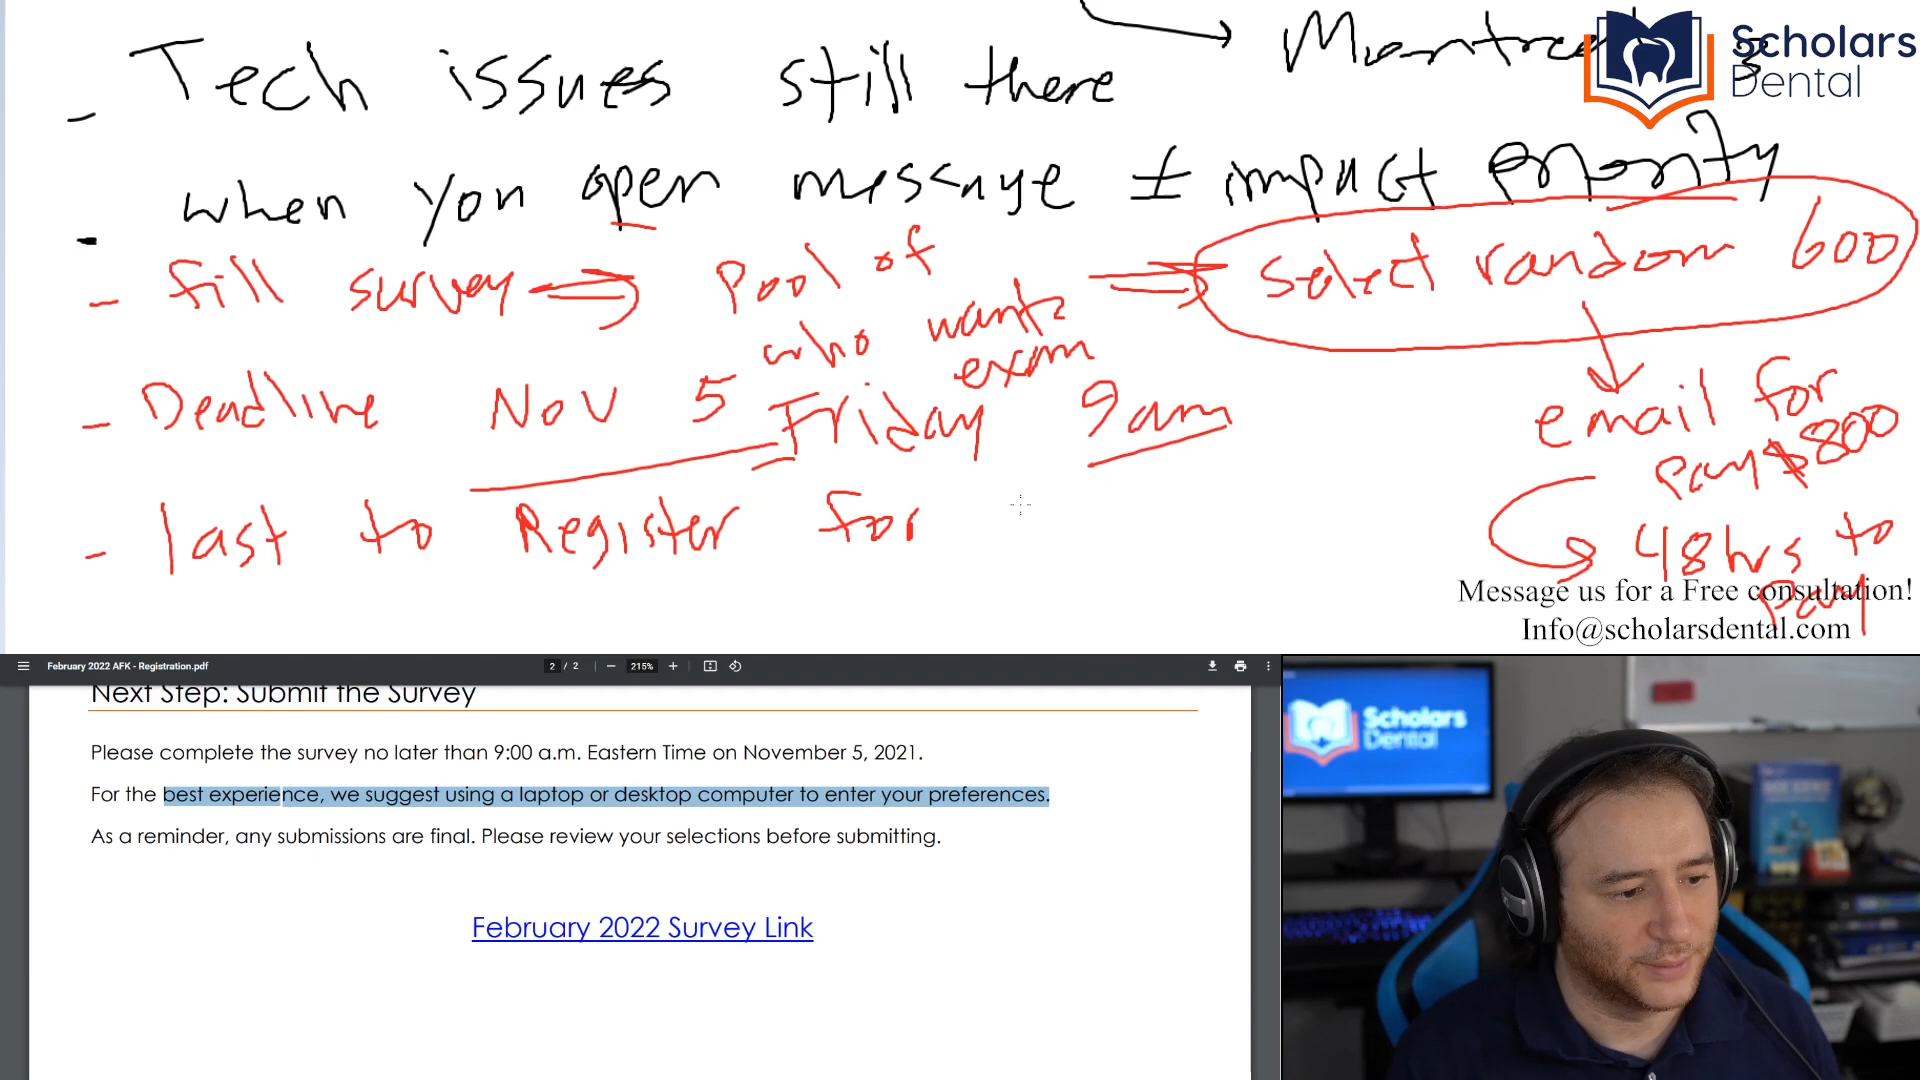 → Montreal 3
Scholars
Dental
- Tech issues still there
- when you open message ± impact priority
- fill survey ⇒ Pool of who wants exam ⇒ select random 600
↓
email for pay $800
48 hrs to pay
- Deadline Nov 5 Friday 9am
- last to Register for
Message us for a Free consultation!
Info@scholarsdental.com
February 2022 AFK - Registration.pdf
2 / 2
215%
Next Step: Submit the Survey
Please complete the survey no later than 9:00 a.m. Eastern Time on November 5, 2021.
For the best experience, we suggest using a laptop or desktop computer to enter your preferences.
As a reminder, any submissions are final. Please review your selections before submitting.
February 2022 Survey Link
Scholars
Dental